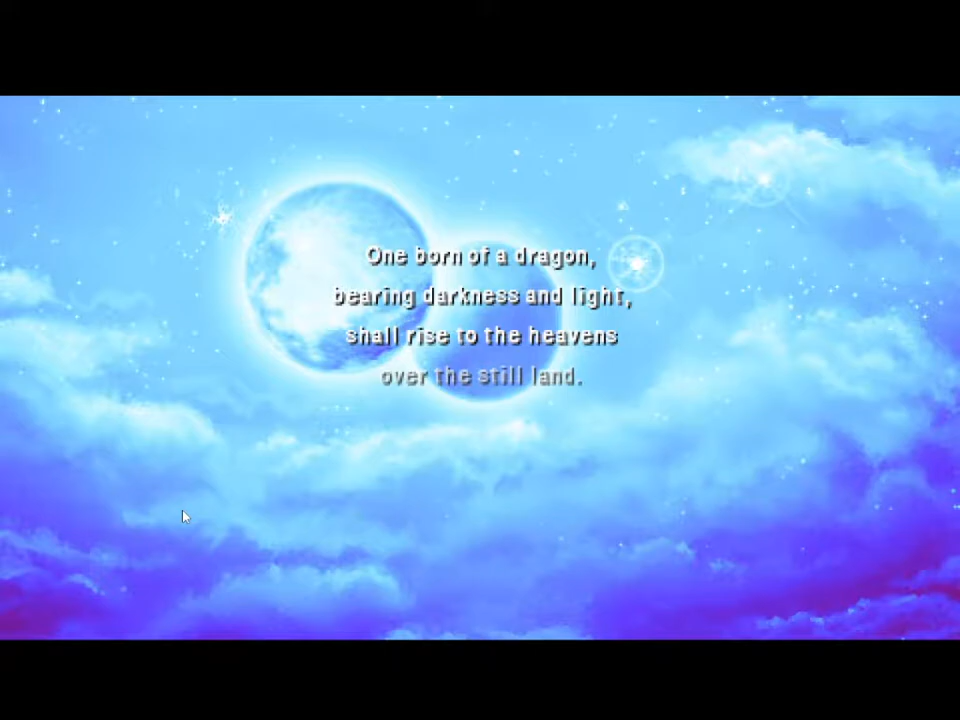 One born of a dragon,
bearing darkness and light,
shall rise to the heavens
over the still land.